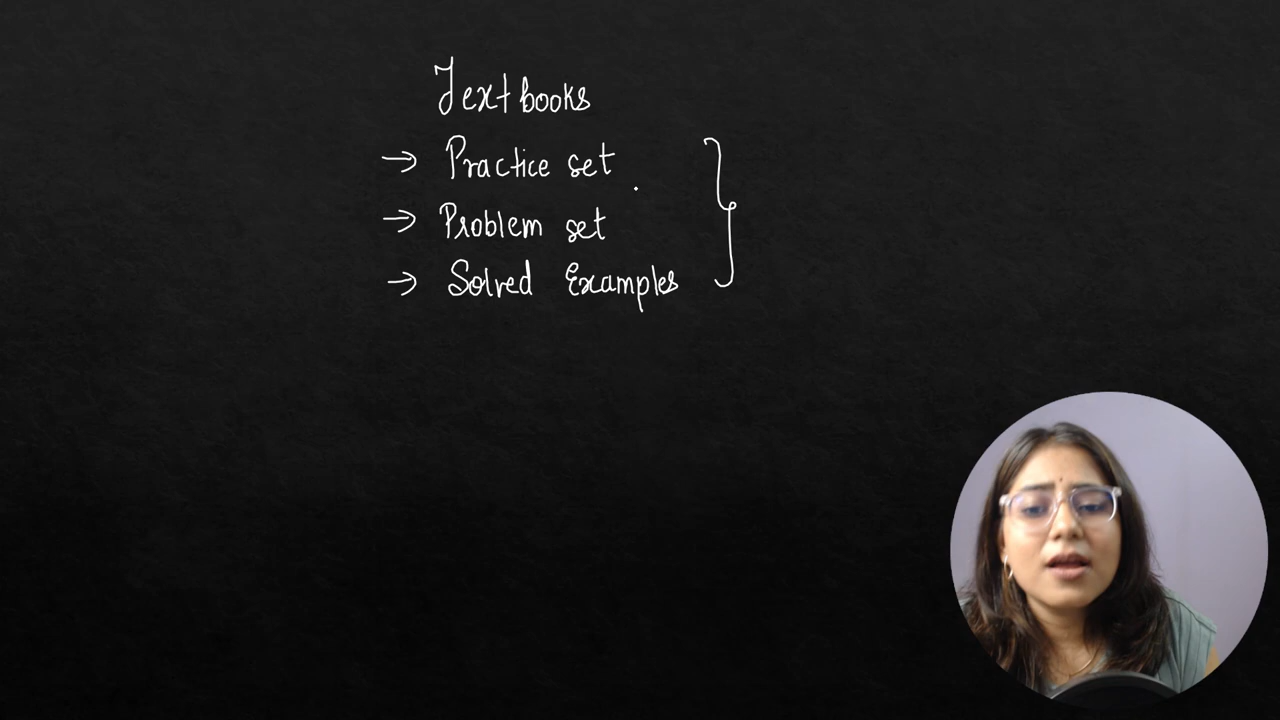 Textbooks
→ Practice set
→ Problem set
→ Solved Examples